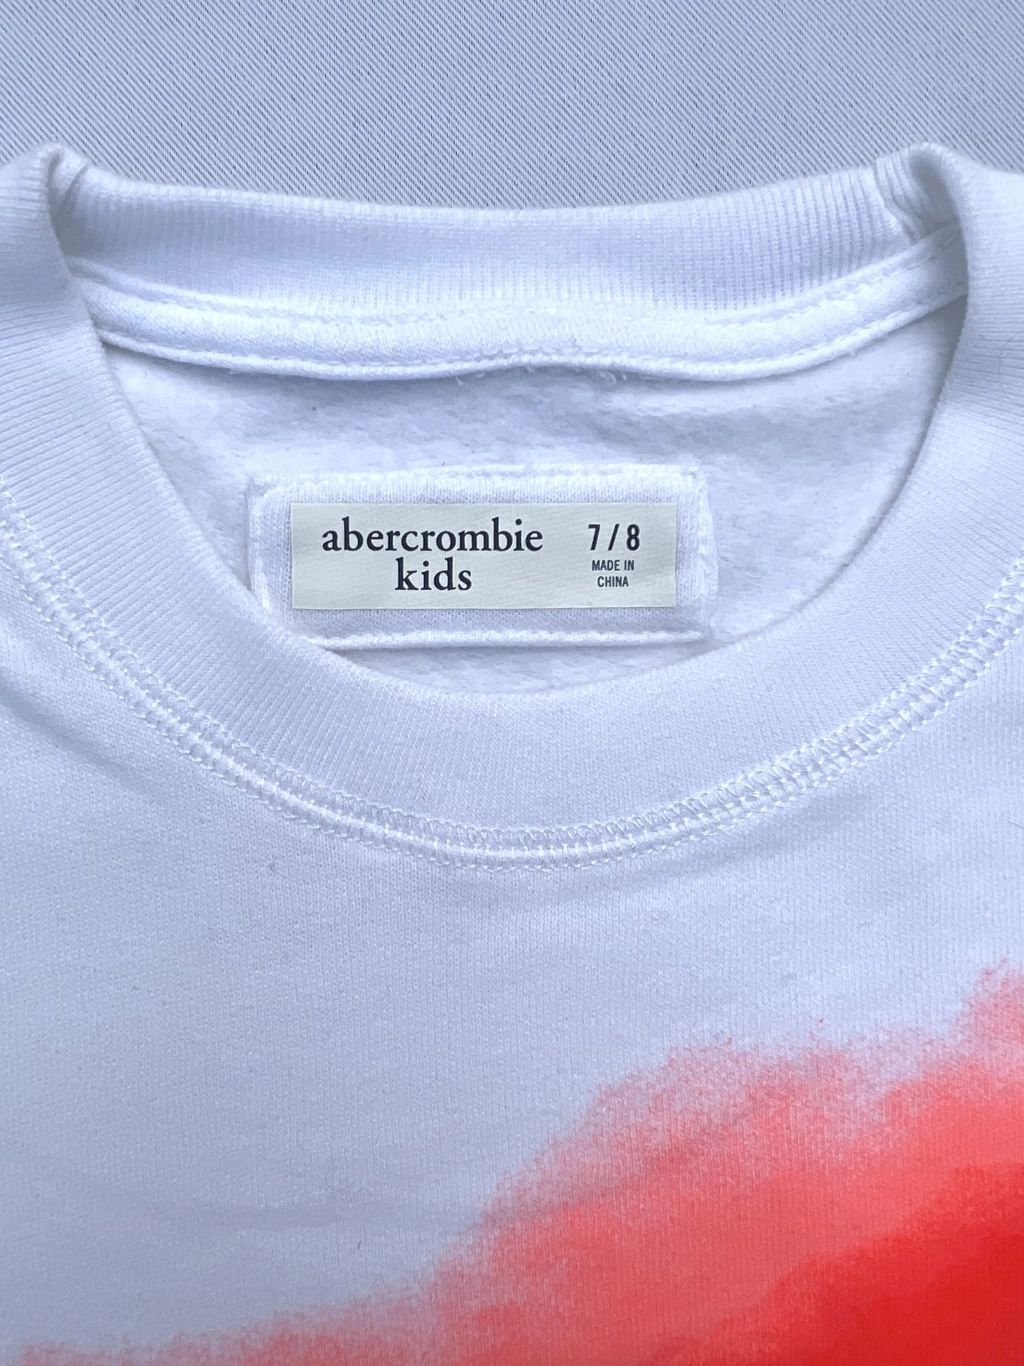 abercrombie
kids
7/8
MADE IN
CHINA